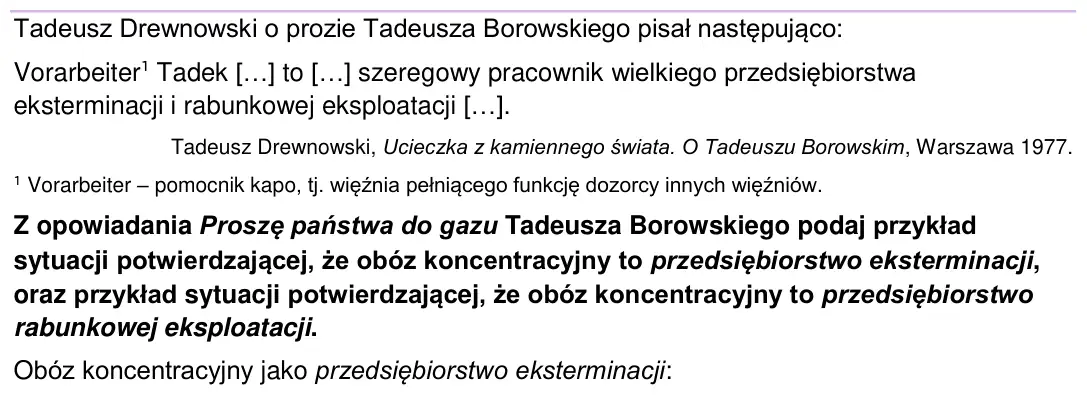 Tadeusz Drewnowski o prozie Tadeusza Borowskiego pisał następująco:
Vorarbeiter¹ Tadek […] to […] szeregowy pracownik wielkiego przedsiębiorstwa
eksterminacji i rabunkowej eksploatacji […].
Tadeusz Drewnowski, Ucieczka z kamiennego świata. O Tadeuszu Borowskim, Warszawa 1977.
¹ Vorarbeiter – pomocnik kapo, tj. więźnia pełniącego funkcję dozorcy innych więźniów.
Z opowiadania Proszę państwa do gazu Tadeusza Borowskiego podaj przykład
sytuacji potwierdzającej, że obóz koncentracyjny to przedsiębiorstwo eksterminacji,
oraz przykład sytuacji potwierdzającej, że obóz koncentracyjny to przedsiębiorstwo
rabunkowej eksploatacji.
Obóz koncentracyjny jako przedsiębiorstwo eksterminacji: